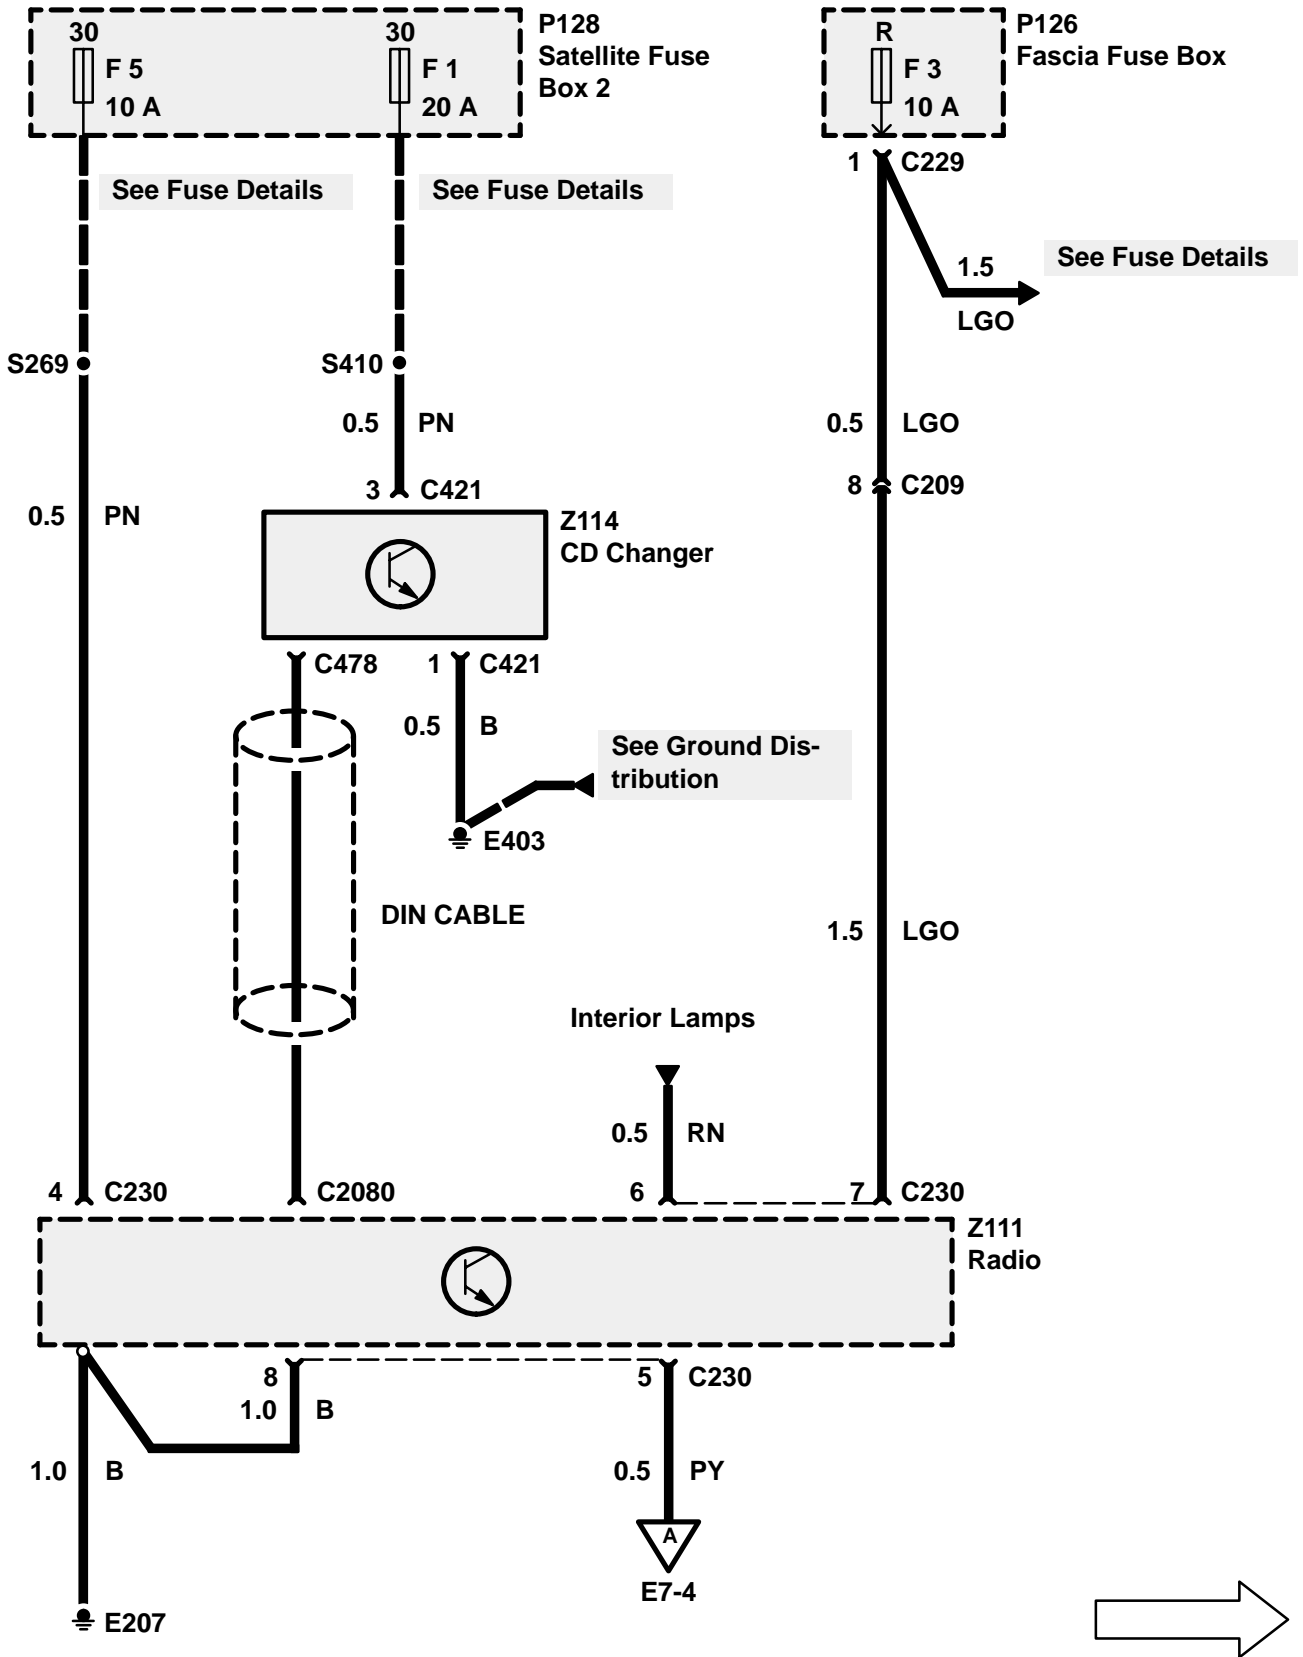 30
F 5
10 A
30
F 1
20 A
P128
Satellite Fuse
Box 2
R
F 3
10 A
P126
Fascia Fuse Box
1 C229
See Fuse Details
See Fuse Details
See Fuse Details
1.5
LGO
S269
S410
0.5 PN
0.5 LGO
3 C421
8 C209
0.5 PN
Z114
CD Changer
C478
1 C421
0.5 B
See Ground Dis-
tribution
E403
DIN CABLE
1.5 LGO
Interior Lamps
0.5 RN
4 C230
C2080
6
7 C230
Z111
Radio
8
1.0 B
5 C230
1.0 B
0.5 PY
A
E7-4
E207